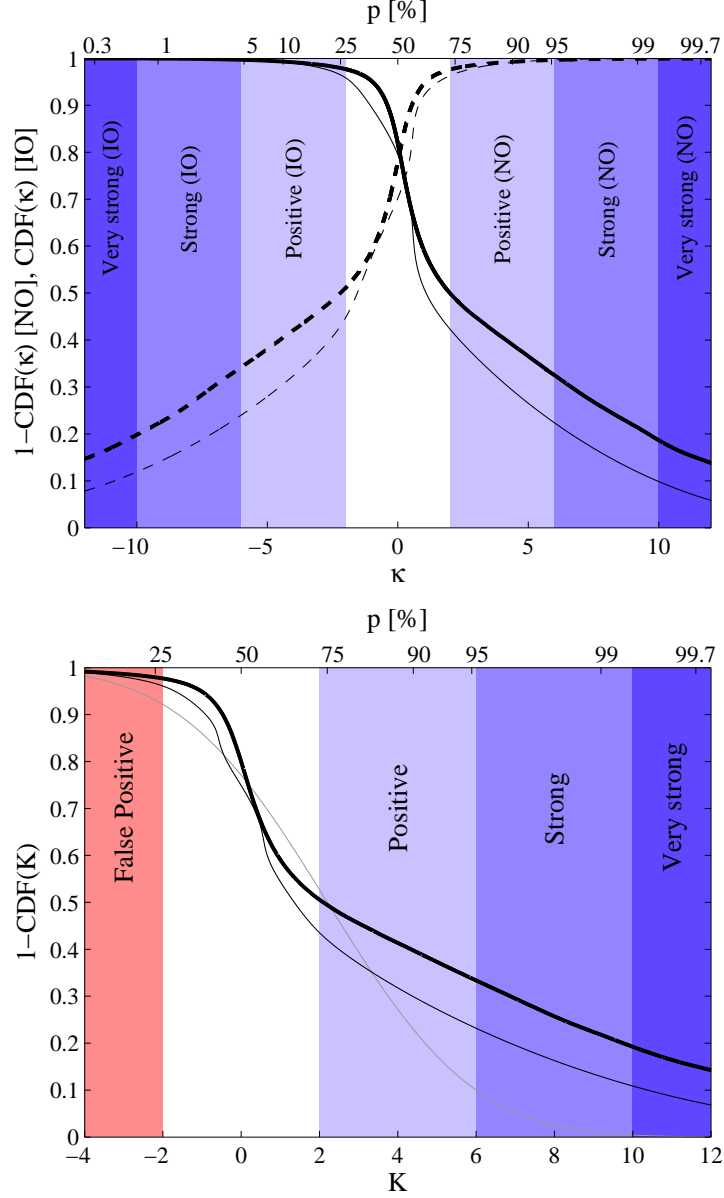 p [%]
0.3 1 5 10 25 50 75 90 95 99 99.7
1−CDF(κ) [NO], CDF(κ) [IO]
1
0.9
0.8
0.7
0.6
0.5
0.4
0.3
0.2
0.1
0
Very strong (IO)
Strong (IO)
Positive (IO)
Positive (NO)
Strong (NO)
Very strong (NO)
−10 −5 0 5 10
κ
p [%]
25 50 75 90 95 99 99.7
1−CDF(K)
1
0.9
0.8
0.7
0.6
0.5
0.4
0.3
0.2
0.1
0
False Positive
Positive
Strong
Very strong
−4 −2 0 2 4 6 8 10 12
K